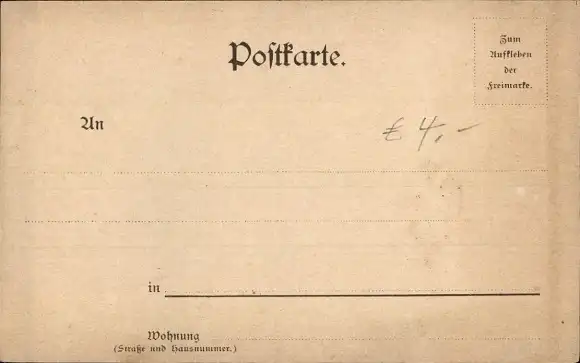 Postkarte.
Zum
Aufkleben
der
Freimarke.
An
€ 4,-
in
Wohnung
(Straße und Hausnummer.)